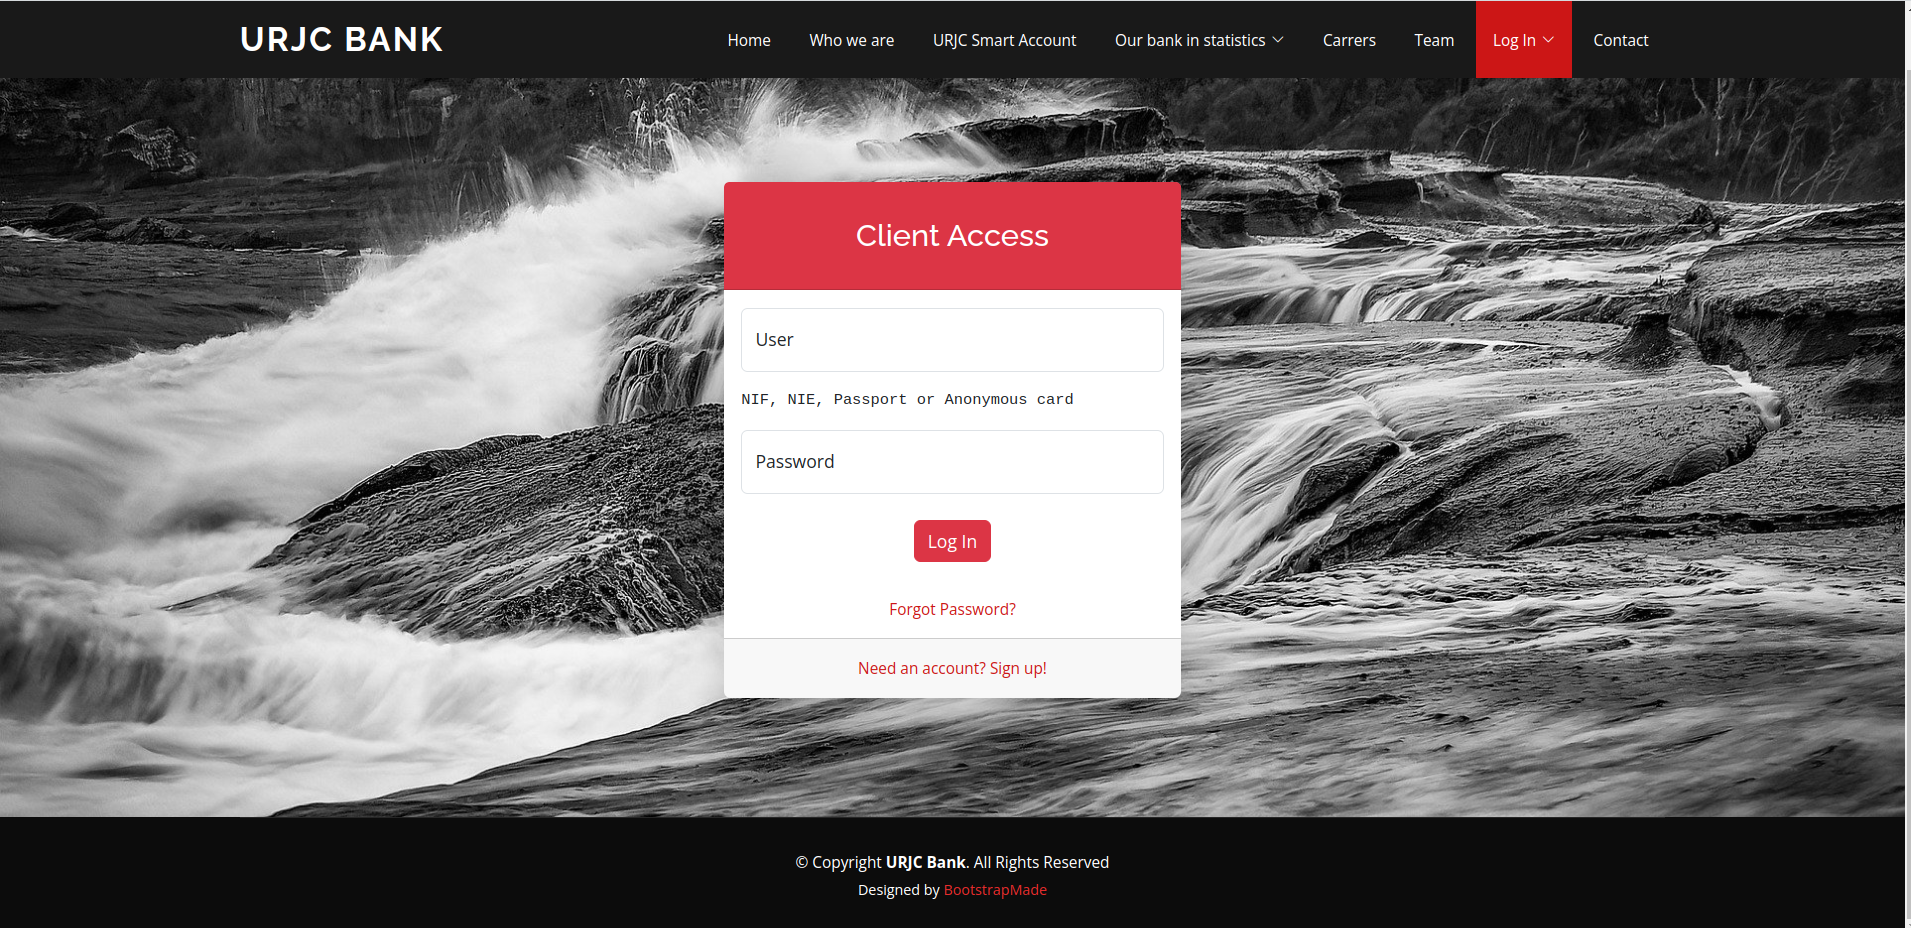 URJC BANK
Home Who we are URJC Smart Account Our bank in statistics Carrers Team Log In Contact
Client Access
User
NIF, NIE, Passport or Anonymous card
Password
Log In
Forgot Password?
Need an account? Sign up!
© Copyright URJC Bank. All Rights Reserved
Designed by BootstrapMade